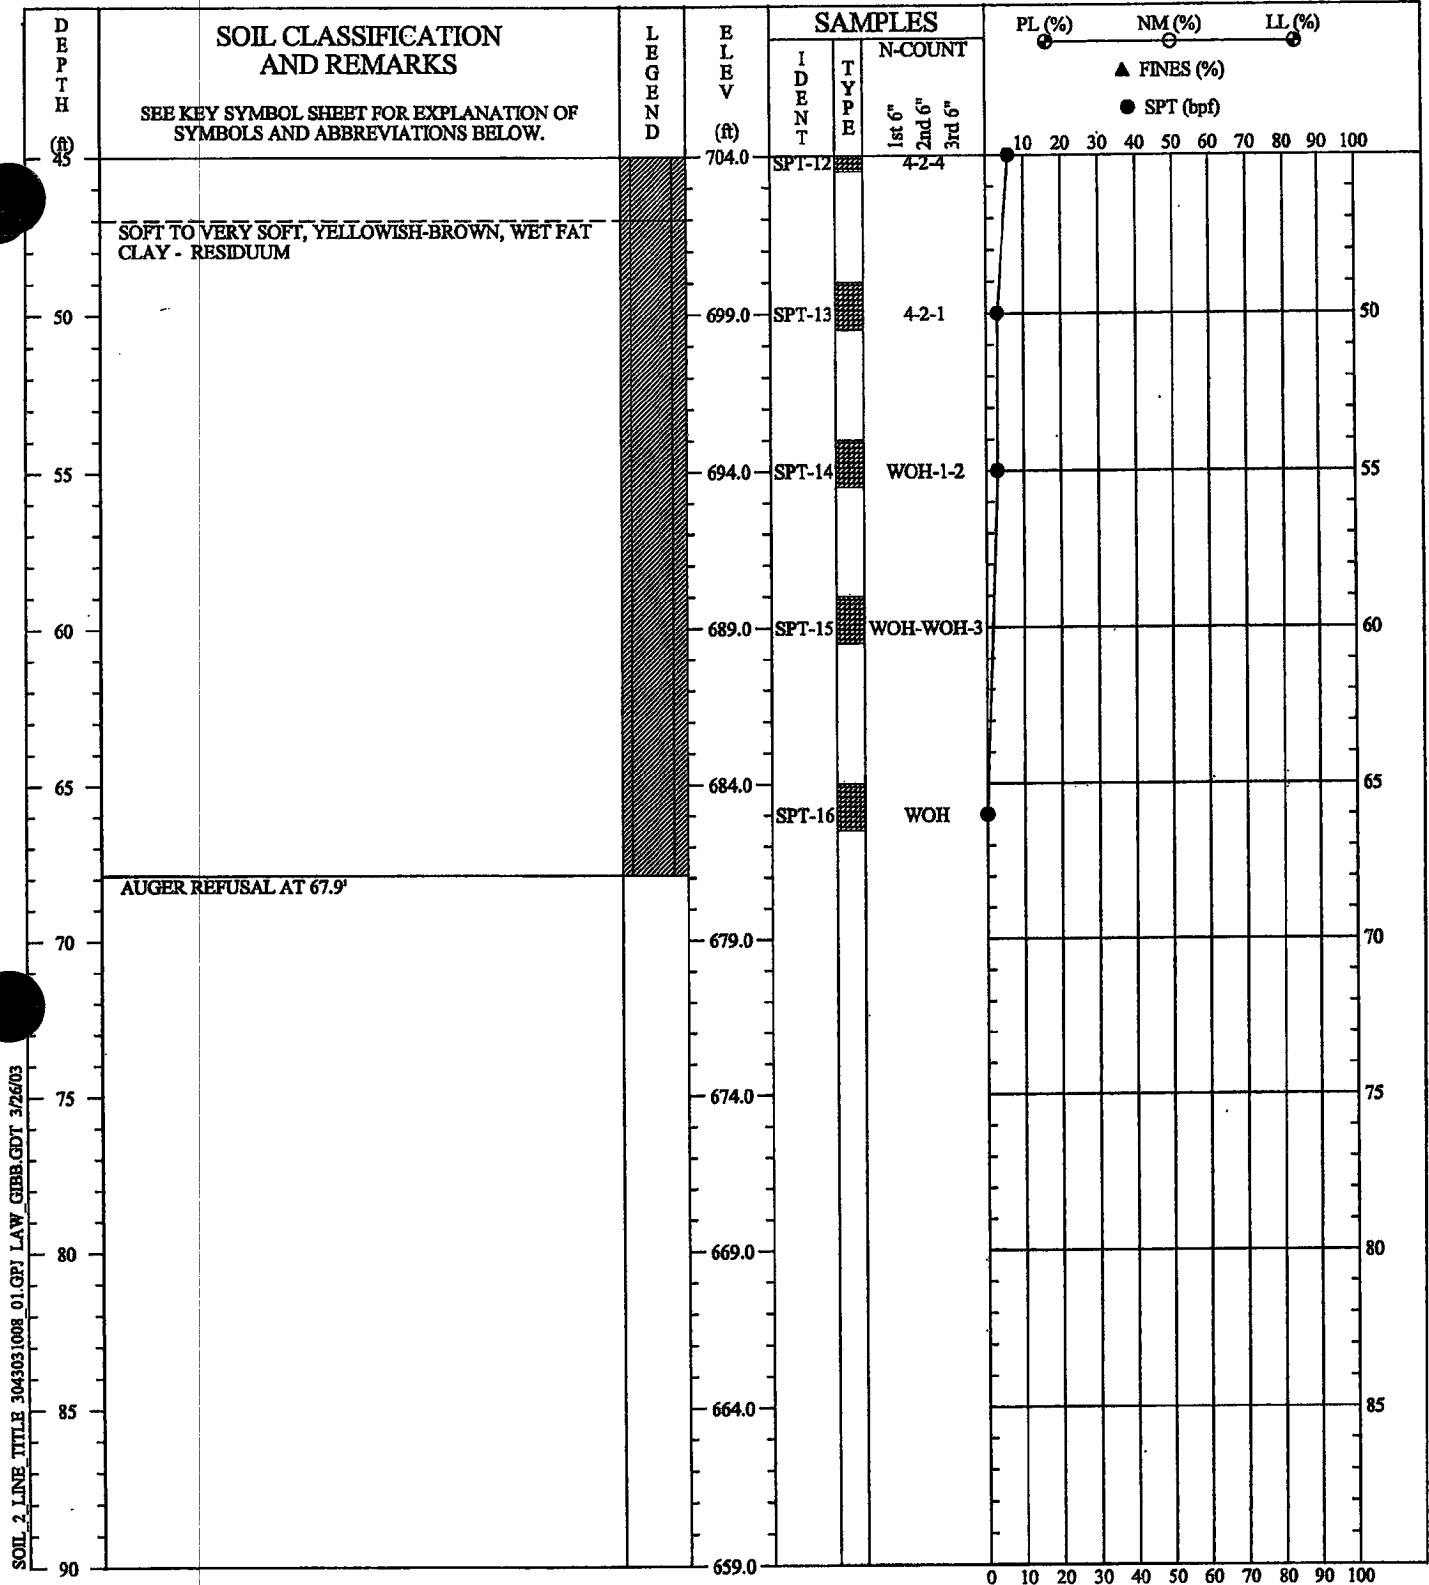 DEPTH
(ft)
SOIL CLASSIFICATION
AND REMARKS
SEE KEY SYMBOL SHEET FOR EXPLANATION OF
SYMBOLS AND ABBREVIATIONS BELOW.
LEGEND
ELEV
(ft)
SAMPLES
IDENT
TYPE
N-COUNT
1st 6"
2nd 6"
3rd 6"
PL (%) NM (%) LL (%)
▲ FINES (%)
● SPT (bpf)
10 20 30 40 50 60 70 80 90 100
45 704.0 SPT-12 4-2-4
SOFT TO VERY SOFT, YELLOWISH-BROWN, WET FAT
CLAY - RESIDUUM
50 699.0 SPT-13 4-2-1 50
55 694.0 SPT-14 WOH-1-2 55
60 689.0 SPT-15 WOH-WOH-3 60
65 684.0 65
SPT-16 WOH
AUGER REFUSAL AT 67.9'
70 679.0 70
75 674.0 75
80 669.0 80
85 664.0 85
90 659.0
0 10 20 30 40 50 60 70 80 90 100
SOIL_2_LINE_TITLE 3043031008_01.GPJ LAW_GIBB.GDT 3/26/03